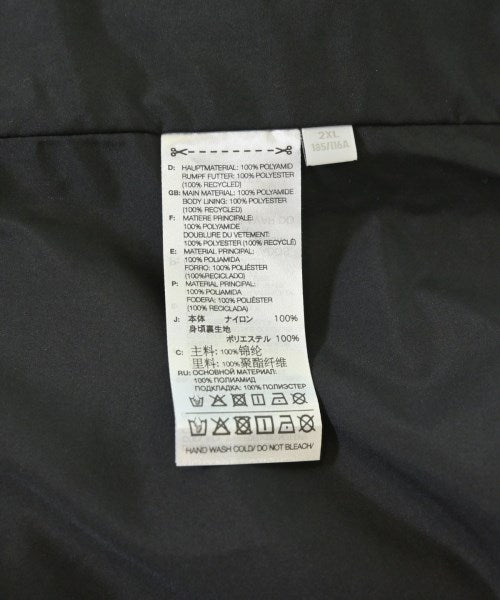 2XL
185/116A
D: HAUPTMATERIAL: 100% POLYAMID
RUMPF FUTTER: 100% POLYESTER
(100% RECYCLED)
GB: MAIN MATERIAL: 100% POLYAMIDE
BODY LINING: 100% POLYESTER
(100% RECYCLED)
F: MATIERE PRINCIPALE:
100% POLYAMIDE
DOUBLURE DU VETEMENT:
100% POLYESTER (100% RECYCLÉ)
E: MATERIAL PRINCIPAL:
100% POLIAMIDA
FORRO: 100% POLIÉSTER
(100%RECICLADO)
P: MATERIAL PRINCIPAL:
100% POLIAMIDA
FODERA: 100% POLIÉSTER
(100% RECICLADA)
J: 本体 ナイロン 100%
身頃裏生地
ポリエステル 100%
C: 主料: 100%锦纶
里料: 100%聚酯纤维
RU: ОСНОВНОЙ МАТЕРИАЛ:
100% ПОЛИАМИД
ПОДКЛАДКА: 100% ПОЛИЭСТЕР
HAND WASH COLD/ DO NOT BLEACH/